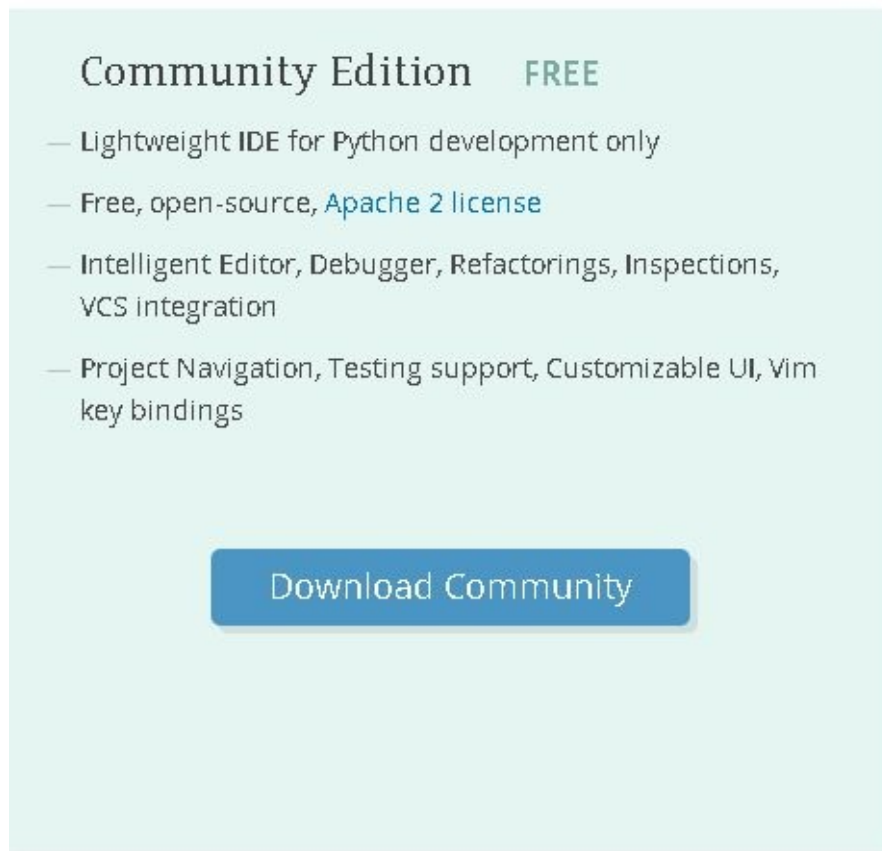 Community Edition FREE
— Lightweight IDE for Python development only
— Free, open-source, Apache 2 license
— Intelligent Editor, Debugger, Refactorings, Inspections,
VCS integration
— Project Navigation, Testing support, Customizable UI, Vim
key bindings
Download Community